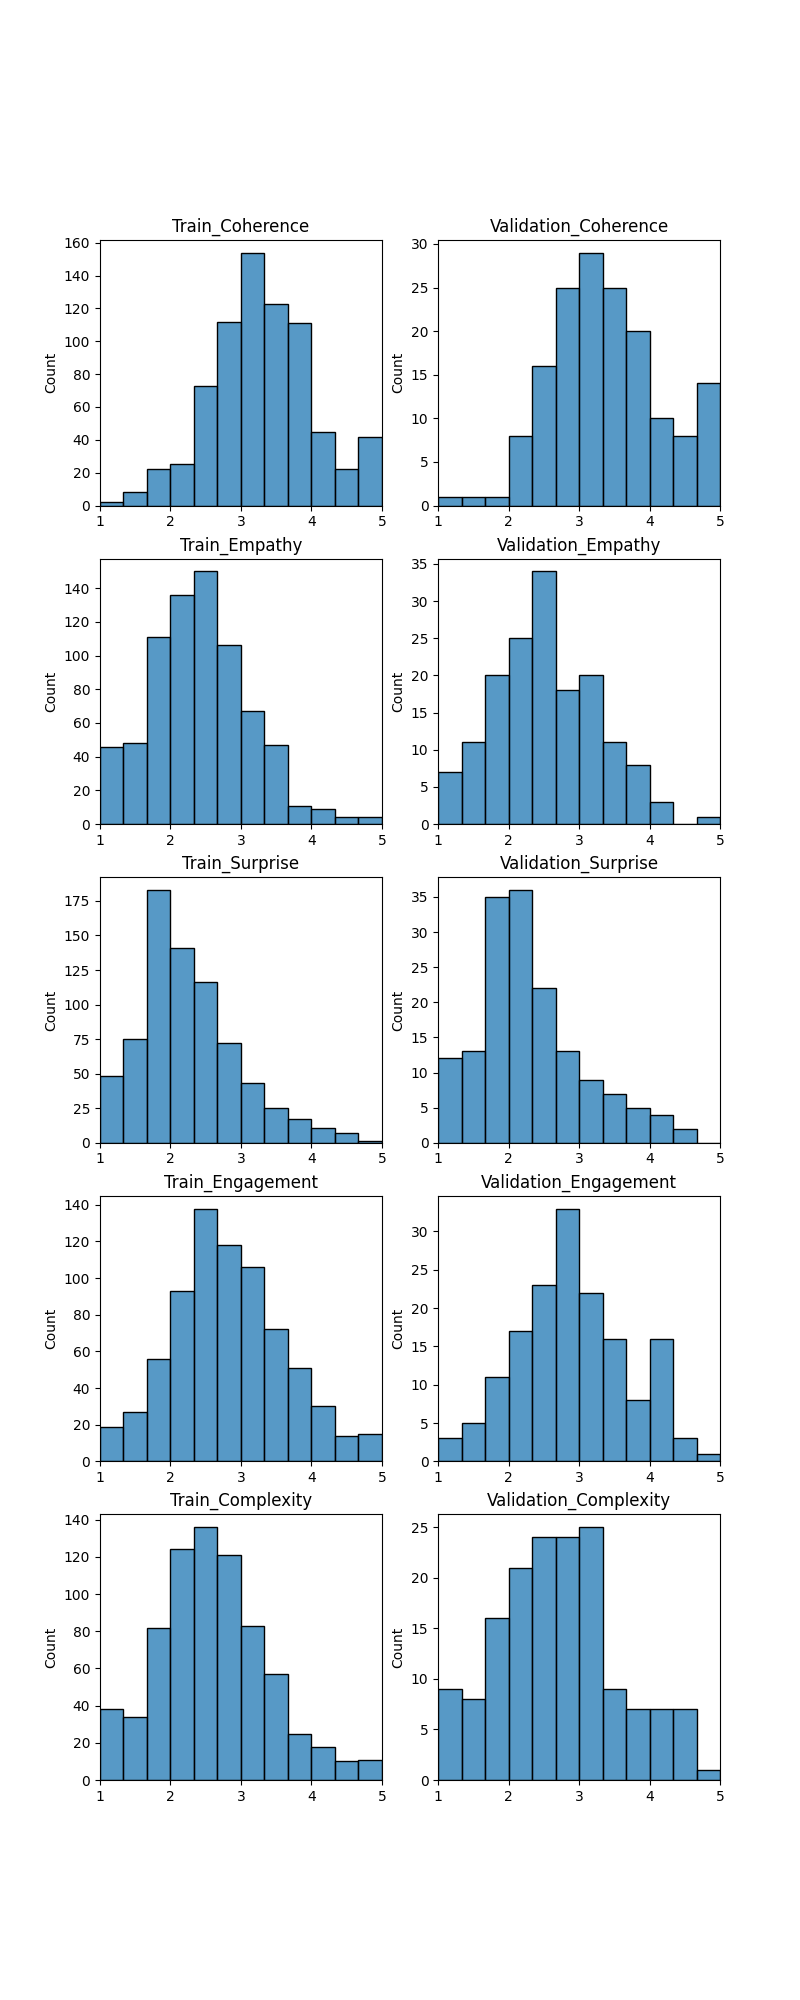 Train_Coherence Validation_Coherence
160 30
140 25
120 20
100 15
80 10
60 5
40 0
20
0
Count Count
1 2 3 4 5 1 2 3 4 5
Train_Empathy Validation_Empathy
140 35
120 30
100 25
80 20
60 15
40 10
20 5
0 0
Count Count
1 2 3 4 5 1 2 3 4 5
Train_Surprise Validation_Surprise
175 35
150 30
125 25
100 20
75 15
50 10
25 5
0 0
Count Count
1 2 3 4 5 1 2 3 4 5
Train_Engagement Validation_Engagement
140 30
120 25
100 20
80 15
60 10
40 5
20 0
0
Count Count
1 2 3 4 5 1 2 3 4 5
Train_Complexity Validation_Complexity
140 25
120 20
100 15
80 10
60 5
40 0
20
0
Count Count
1 2 3 4 5 1 2 3 4 5